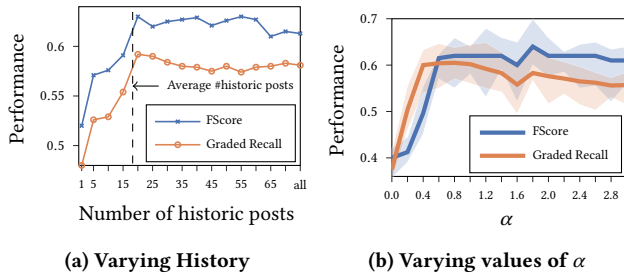 (a)
Performance
0.6
0.5
Average #historic posts
FScore
Graded Recall
1 5 15 25 35 45 55 65 all
Number of historic posts
(a) Varying History
(b)
Performance
0.7
0.6
0.5
0.4
FScore
Graded Recall
0.0 0.4 0.8 1.2 1.6 2.0 2.4 2.8
α
(b) Varying values of α